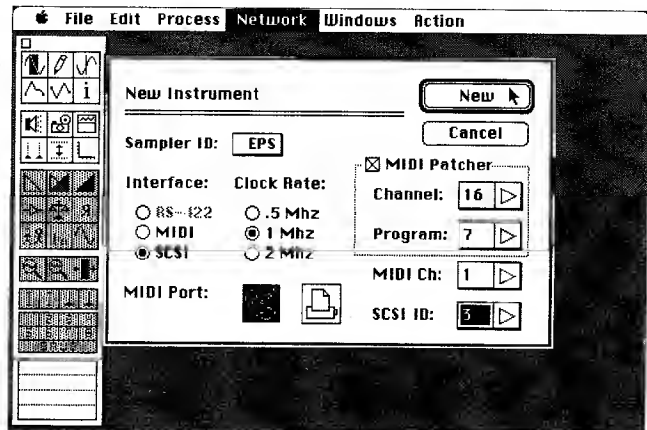 File Edit Process Network Windows Action
New Instrument
New
Cancel
Sampler ID: EPS
Interface: Clock Rate:
RS-422 .5 Mhz
MIDI 1 Mhz
SCSI 2 Mhz
MIDI Port:
MIDI Patcher
Channel: 16
Program: 7
MIDI Ch: 1
SCSI ID: 3
i